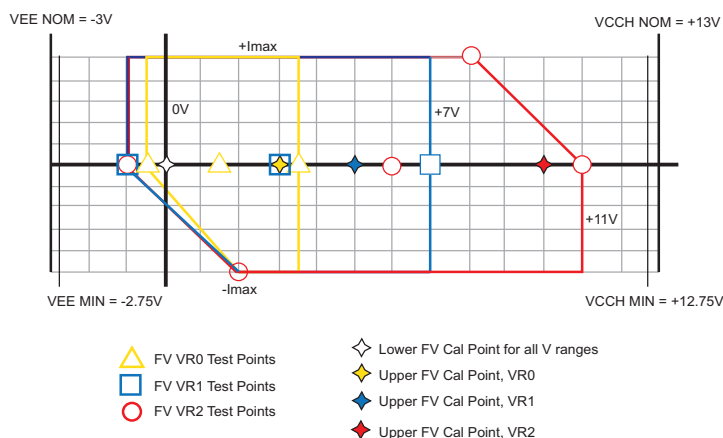 VEE NOM = -3V
VCCH NOM = +13V
+Imax
0V
+7V
+11V
-Imax
VEE MIN = -2.75V
VCCH MIN = +12.75V
FV VR0 Test Points
FV VR1 Test Points
FV VR2 Test Points
Lower FV Cal Point for all V ranges
Upper FV Cal Point, VR0
Upper FV Cal Point, VR1
Upper FV Cal Point, VR2